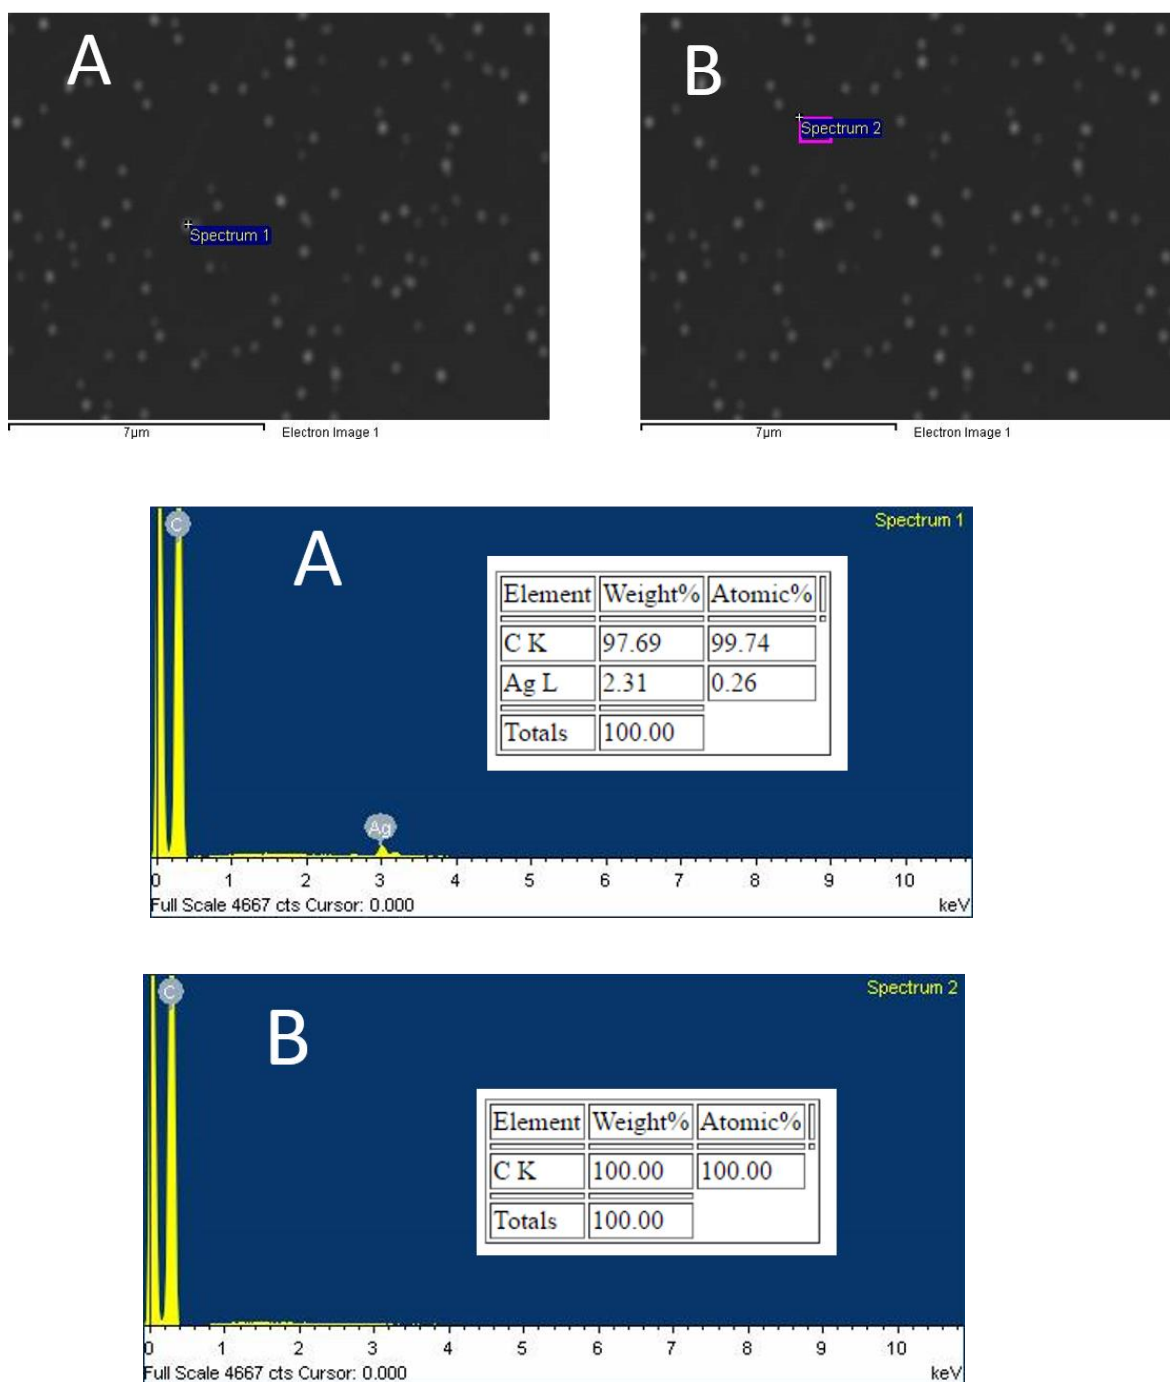 A
Spectrum 1
7µm
Electron Image 1
B
Spectrum 2
7µm
Electron Image 1
C
A
Spectrum 1
Element Weight% Atomic%
C K 97.69 99.74
Ag L 2.31 0.26
Totals 100.00
Ag
0 1 2 3 4 5 6 7 8 9 10
Full Scale 4667 cts Cursor: 0.000 keV
C
B
Spectrum 2
Element Weight% Atomic%
C K 100.00 100.00
Totals 100.00
0 1 2 3 4 5 6 7 8 9 10
Full Scale 4667 cts Cursor: 0.000 keV